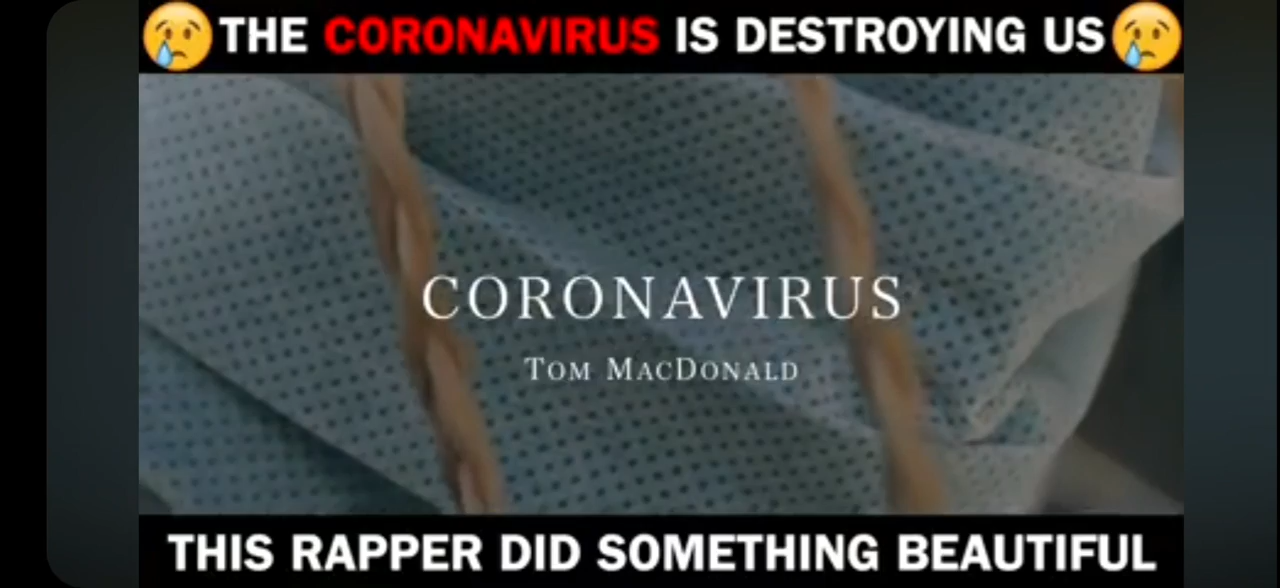 😢THE CORONAVIRUS IS DESTROYING US😢
CORONAVIRUS
TOM MACDONALD
THIS RAPPER DID SOMETHING BEAUTIFUL